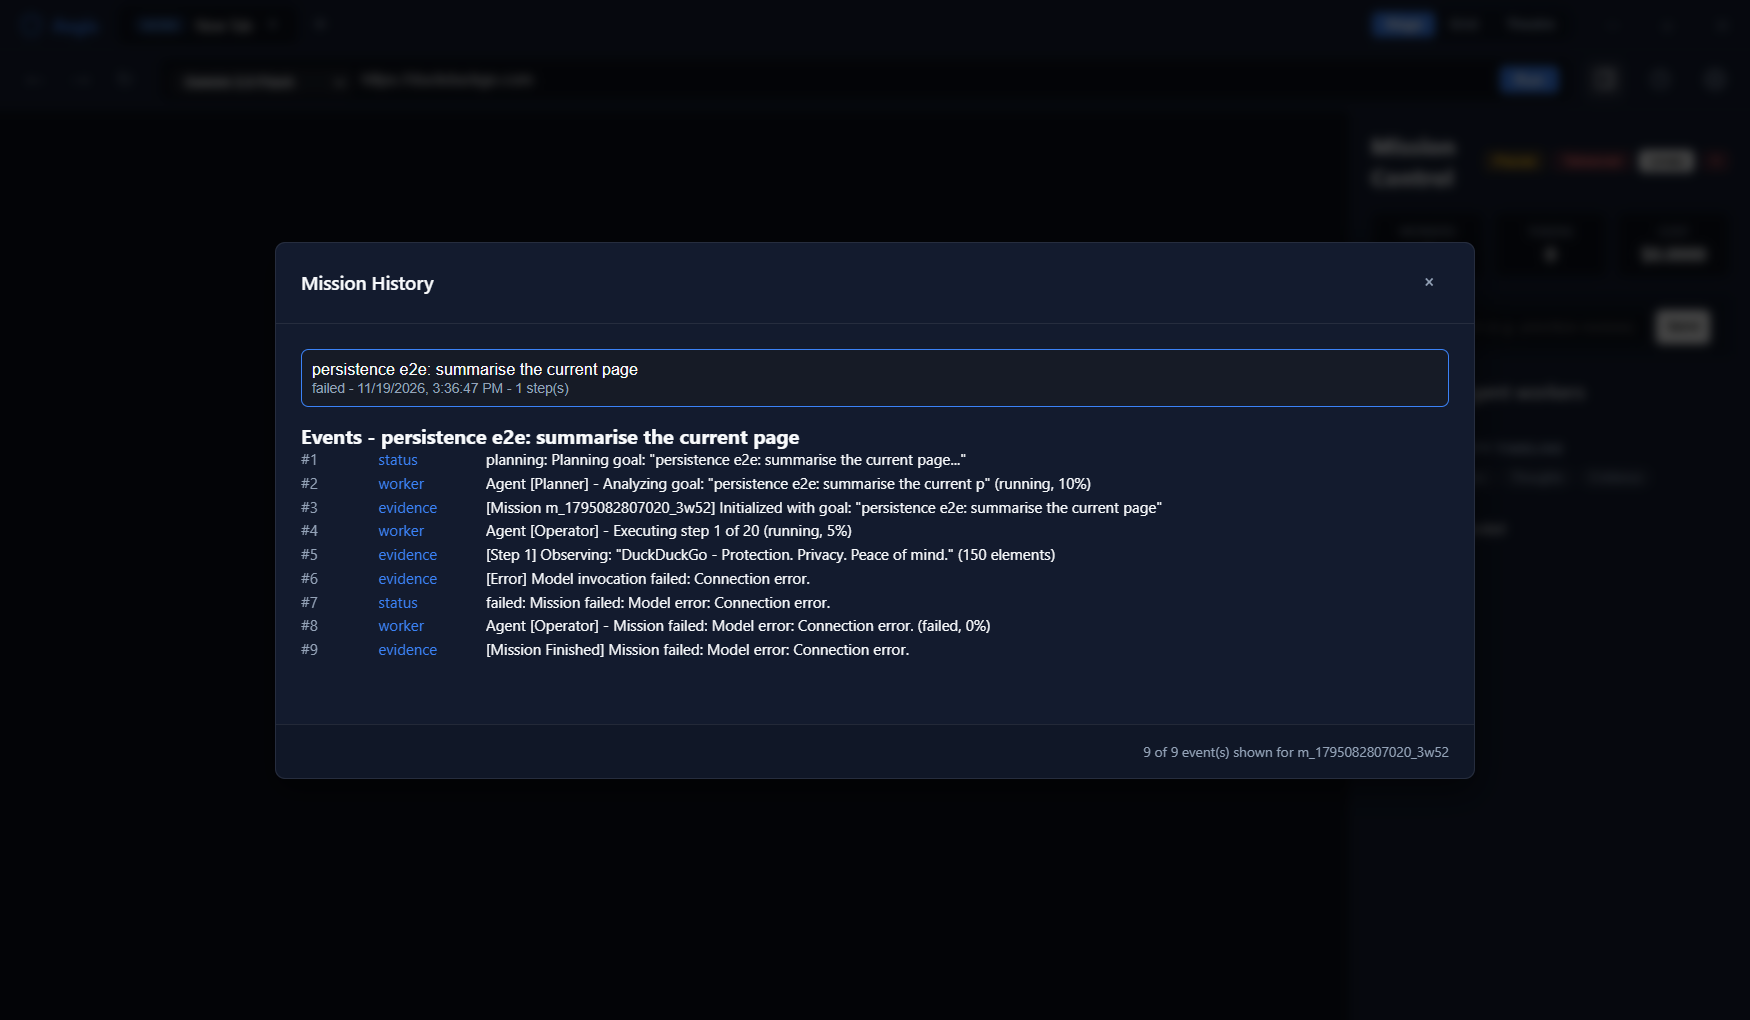 Mission Control
Mission History
×
persistence e2e: summarise the current page
failed - 11/19/2026, 3:36:47 PM - 1 step(s)
Events - persistence e2e: summarise the current page
#1 status planning: Planning goal: "persistence e2e: summarise the current page..."
#2 worker Agent [Planner] - Analyzing goal: "persistence e2e: summarise the current p" (running, 10%)
#3 evidence [Mission m_1795082807020_3w52] Initialized with goal: "persistence e2e: summarise the current page"
#4 worker Agent [Operator] - Executing step 1 of 20 (running, 5%)
#5 evidence [Step 1] Observing: "DuckDuckGo - Protection. Privacy. Peace of mind." (150 elements)
#6 evidence [Error] Model invocation failed: Connection error.
#7 status failed: Mission failed: Model error: Connection error.
#8 worker Agent [Operator] - Mission failed: Model error: Connection error. (failed, 0%)
#9 evidence [Mission Finished] Mission failed: Model error: Connection error.
9 of 9 event(s) shown for m_1795082807020_3w52